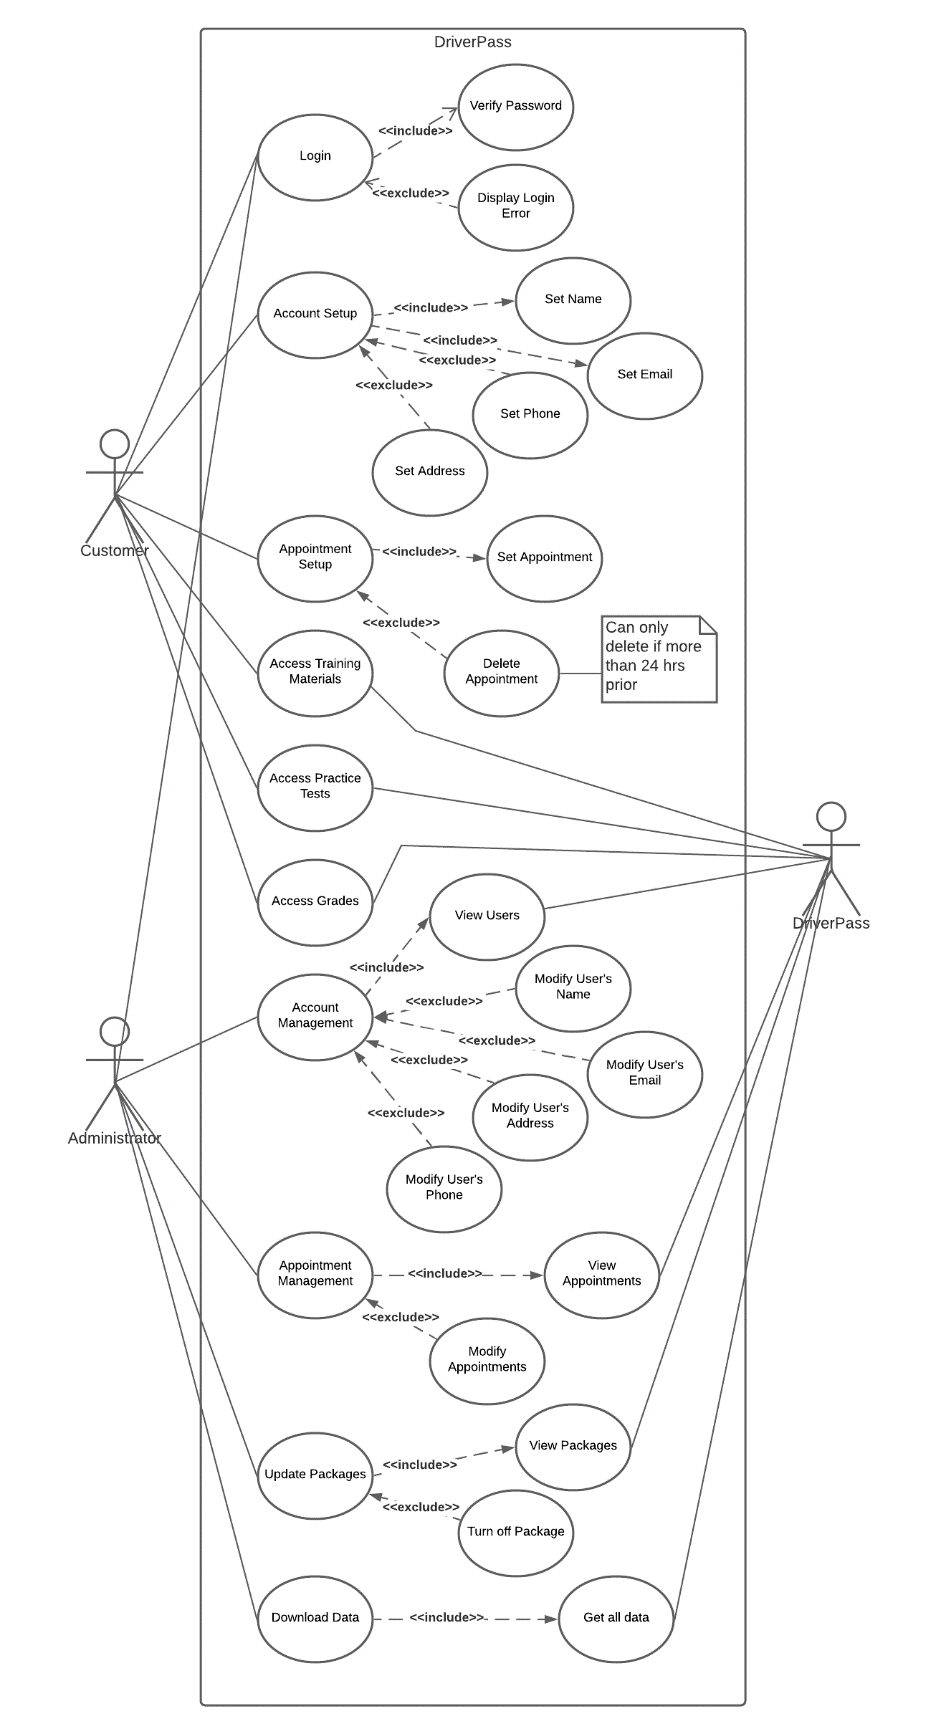 DriverPass
Verify Password
<<include>>
Login
<<exclude>>
Display Login
Error
Set Name
<<include>>
Account Setup
<<include>>
<<exclude>>
Set Email
<<exclude>>
Set Phone
Set Address
Customer
Appointment
Setup
<<include>>
Set Appointment
<<exclude>>
Can only
delete if more
than 24 hrs
prior
Access Training
Materials
Delete
Appointment
Access Practice
Tests
Access Grades
View Users
DriverPass
<<include>>
Modify User's
Name
<<exclude>>
Account
Management
<<exclude>>
<<exclude>>
Modify User's
Email
Modify User's
Address
<<exclude>>
Administrator
Modify User's
Phone
Appointment
Management
<<include>>
View
Appointments
<<exclude>>
Modify
Appointments
View Packages
<<include>>
Update Packages
<<exclude>>
Turn off Package
Download Data
<<include>>
Get all data